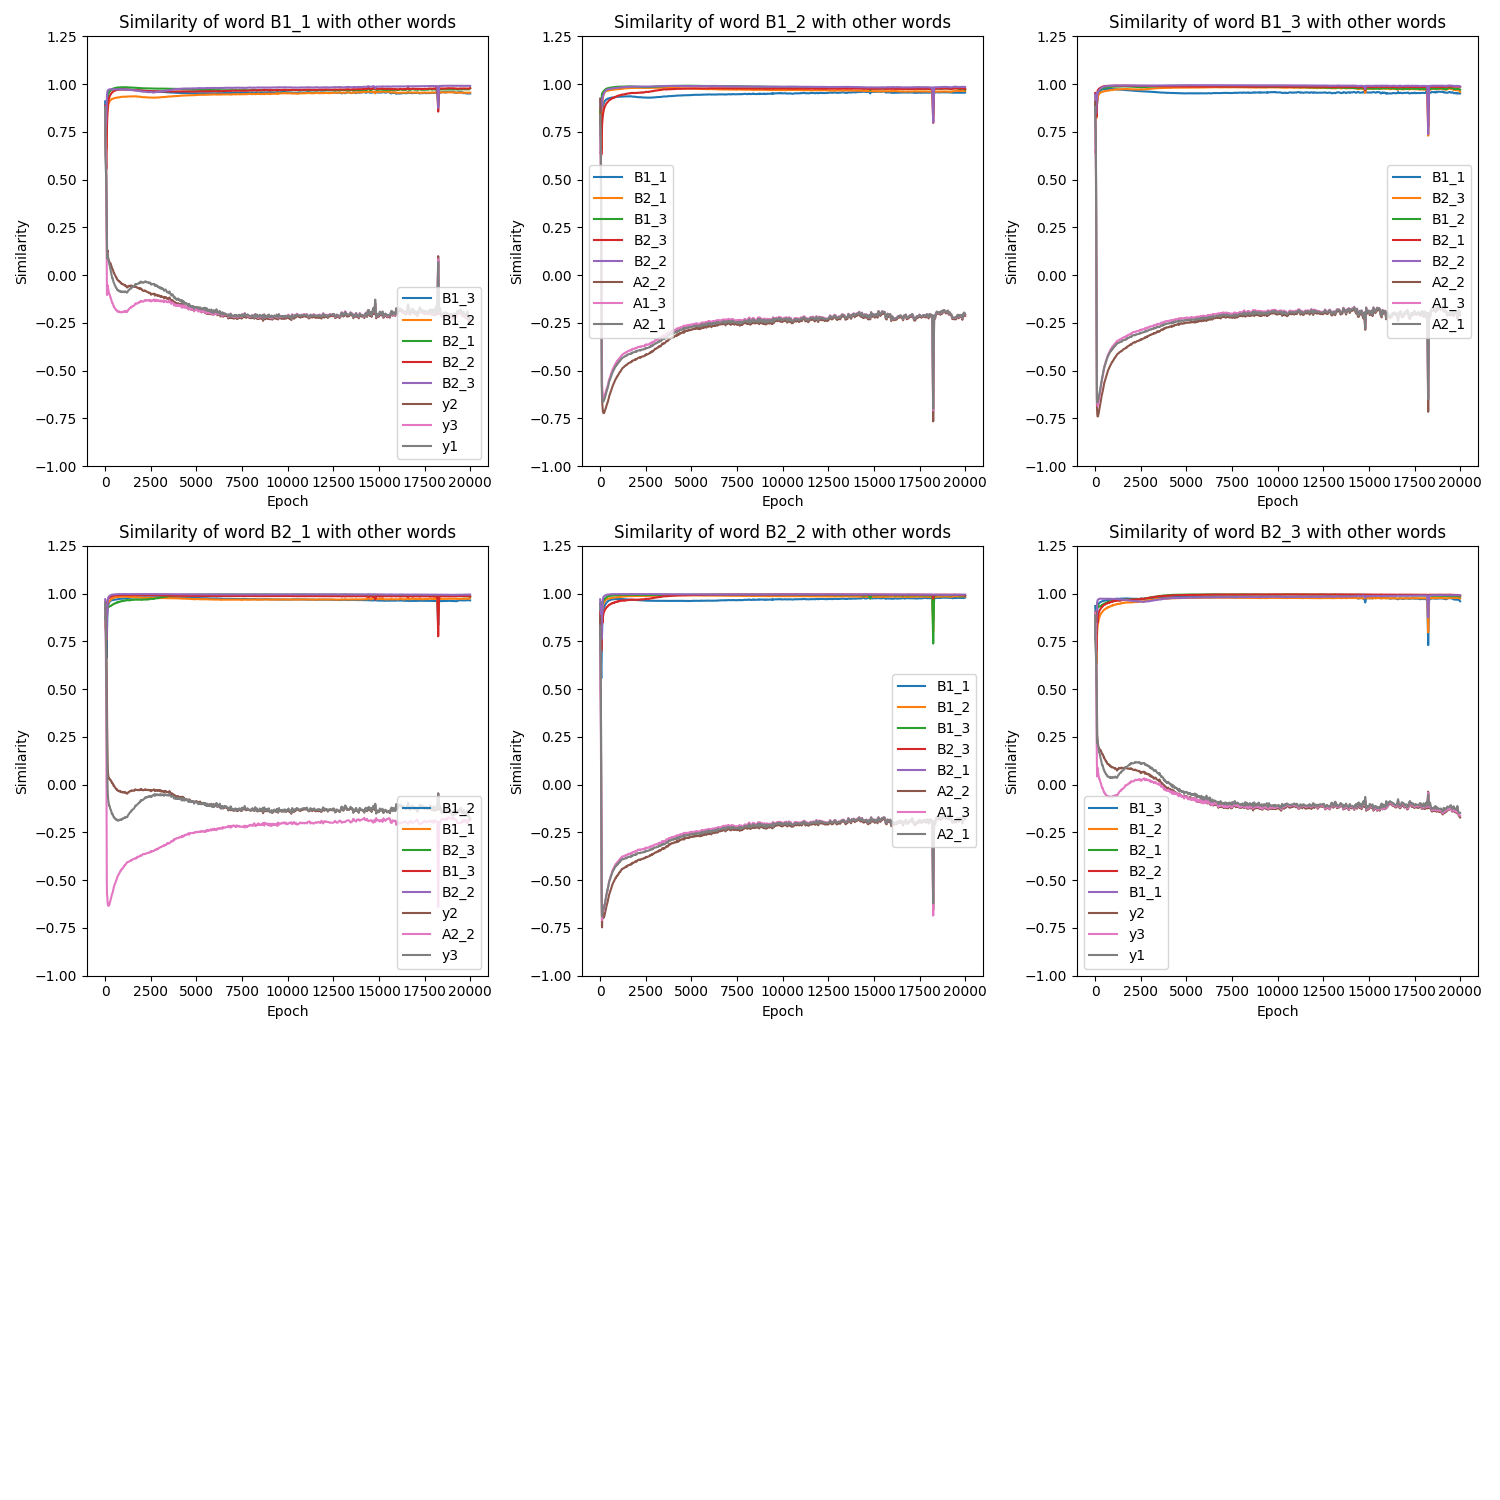 Similarity of word B1_1 with other words
Similarity
1.25
1.00
0.75
0.50
0.25
0.00
−0.25
−0.50
−0.75
−1.00
B1_3
B1_2
B2_1
B2_2
B2_3
y2
y3
y1
0 2500 5000 7500 10000 12500 15000 17500 20000
Epoch
Similarity of word B1_2 with other words
Similarity
1.25
1.00
0.75
0.50
0.25
0.00
−0.25
−0.50
−0.75
−1.00
B1_1
B2_1
B1_3
B2_3
B2_2
A2_2
A1_3
A2_1
0 2500 5000 7500 10000 12500 15000 17500 20000
Epoch
Similarity of word B1_3 with other words
Similarity
1.25
1.00
0.75
0.50
0.25
0.00
−0.25
−0.50
−0.75
−1.00
B1_1
B2_3
B1_2
B2_1
B2_2
A2_2
A1_3
A2_1
0 2500 5000 7500 10000 12500 15000 17500 20000
Epoch
Similarity of word B2_1 with other words
Similarity
1.25
1.00
0.75
0.50
0.25
0.00
−0.25
−0.50
−0.75
−1.00
B1_2
B1_1
B2_3
B1_3
B2_2
y2
A2_2
y3
0 2500 5000 7500 10000 12500 15000 17500 20000
Epoch
Similarity of word B2_2 with other words
Similarity
1.25
1.00
0.75
0.50
0.25
0.00
−0.25
−0.50
−0.75
−1.00
B1_1
B1_2
B1_3
B2_3
B2_1
A2_2
A1_3
A2_1
0 2500 5000 7500 10000 12500 15000 17500 20000
Epoch
Similarity of word B2_3 with other words
Similarity
1.25
1.00
0.75
0.50
0.25
0.00
−0.25
−0.50
−0.75
−1.00
B1_3
B1_2
B2_1
B2_2
B1_1
y2
y3
y1
0 2500 5000 7500 10000 12500 15000 17500 20000
Epoch